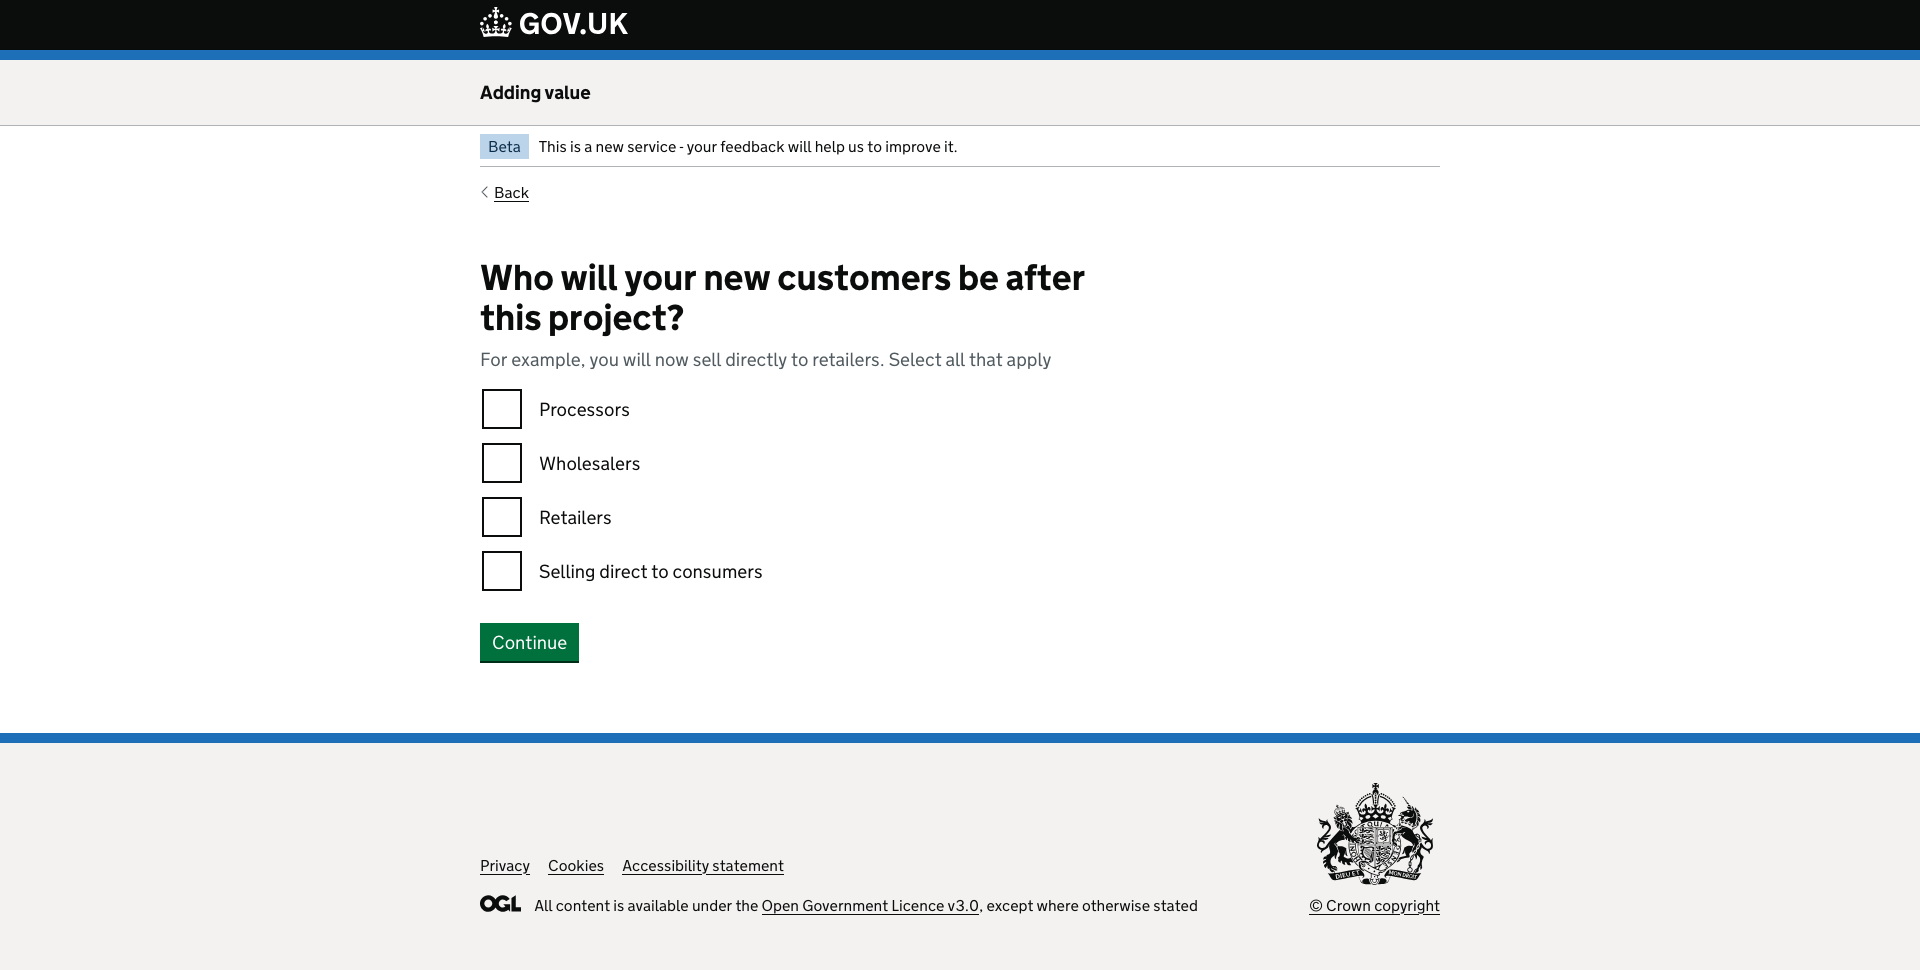 GOV.UK
Adding value
Beta This is a new service - your feedback will help us to improve it.
Back
Who will your new customers be after
this project?
For example, you will now sell directly to retailers. Select all that apply
Processors
Wholesalers
Retailers
Selling direct to consumers
Continue
Privacy Cookies Accessibility statement
OGL All content is available under the Open Government Licence v3.0, except where otherwise stated
© Crown copyright